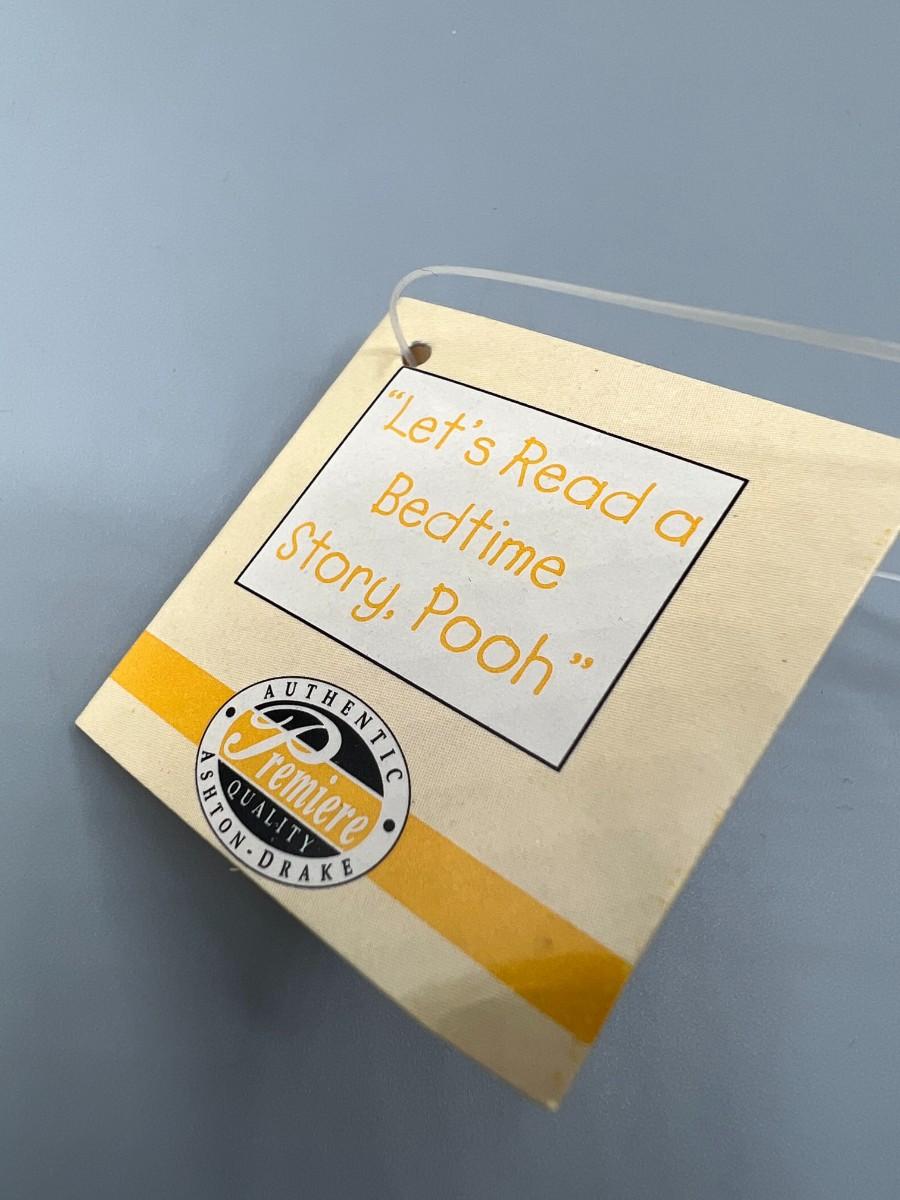 “Let’s Read a
Bedtime
Story, Pooh”
AUTHENTIC
Premiere
QUALITY
ASHTON-DRAKE